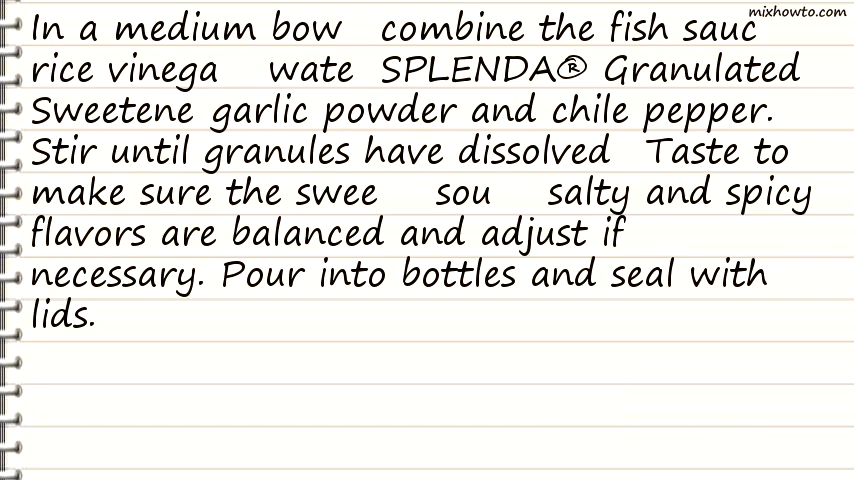 mixhowto.com
In a medium bow combine the fish sauc
rice vinega wate SPLENDA® Granulated
Sweetene garlic powder and chile pepper.
Stir until granules have dissolved Taste to
make sure the swee sou salty and spicy
flavors are balanced and adjust if
necessary. Pour into bottles and seal with
lids.